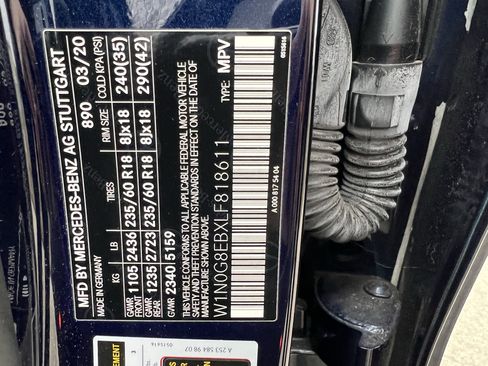 MFD BY MERCEDES-BENZ AG STUTTGART
MADE IN GERMANY 890 03/20
KG LB TIRES RIM SIZE COLD KPA (PSI)
GAWR FRONT 1105 2436 235/60 R18 8Jx18 240(35)
GAWR REAR 1235 2723 235/60 R18 8Jx18 290(42)
GVWR 2340 5159
THIS VEHICLE CONFORMS TO ALL APPLICABLE FEDERAL MOTOR VEHICLE
SAFETY AND THEFT PREVENTION STANDARDS IN EFFECT ON THE DATE OF
MANUFACTURE SHOWN ABOVE.
W1N0G8EBXLF818611 TYPE: MPV
A 000 817 54 04
0515616
A 253 584 98 07
0515616
3